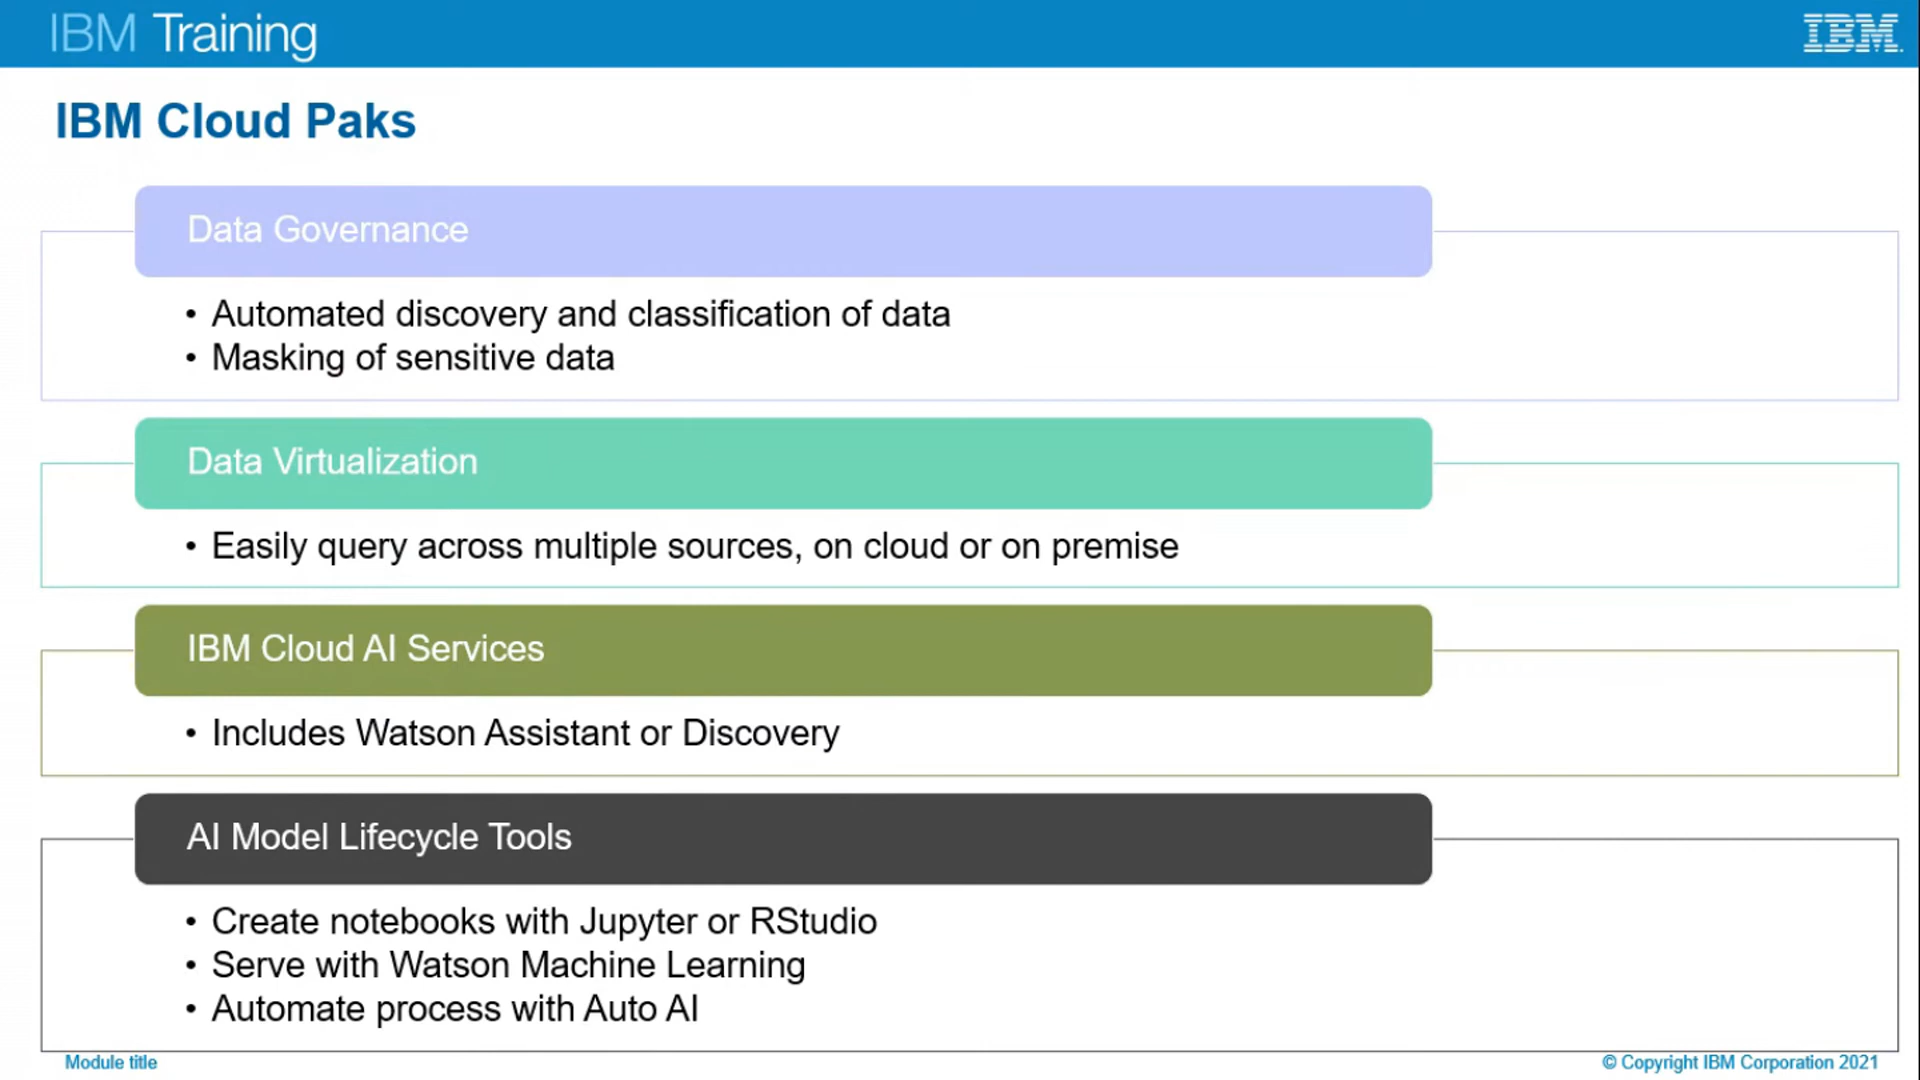 IBM Training
IBM
IBM Cloud Paks
Data Governance
• Automated discovery and classification of data
• Masking of sensitive data
Data Virtualization
• Easily query across multiple sources, on cloud or on premise
IBM Cloud AI Services
• Includes Watson Assistant or Discovery
AI Model Lifecycle Tools
• Create notebooks with Jupyter or RStudio
• Serve with Watson Machine Learning
• Automate process with Auto AI
Module title
© Copyright IBM Corporation 2021